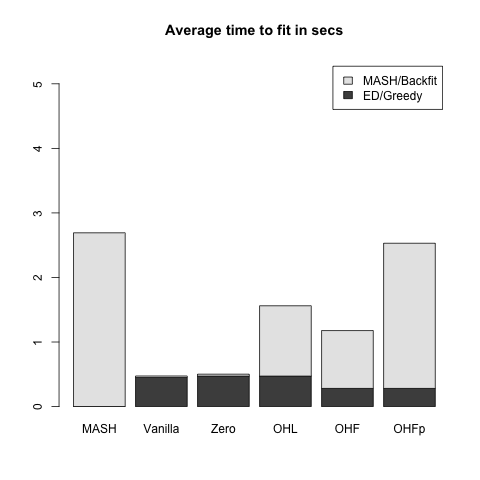 Average time to fit in secs
MASH/Backfit
ED/Greedy
5
4
3
2
1
0
MASH Vanilla Zero OHL OHF OHFp